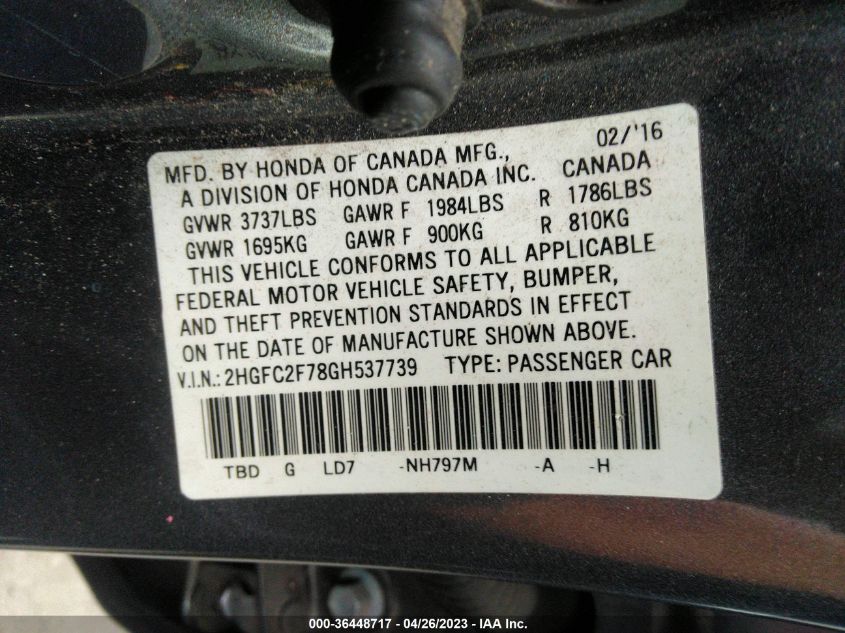 02/'16
MFD. BY HONDA OF CANADA MFG.,
A DIVISION OF HONDA CANADA INC. CANADA
GVWR 3737LBS GAWR F 1984LBS R 1786LBS
GVWR 1695KG GAWR F 900KG R 810KG
THIS VEHICLE CONFORMS TO ALL APPLICABLE
FEDERAL MOTOR VEHICLE SAFETY, BUMPER,
AND THEFT PREVENTION STANDARDS IN EFFECT
ON THE DATE OF MANUFACTURE SHOWN ABOVE.
V.I.N.: 2HGFC2F78GH537739 TYPE: PASSENGER CAR
TBD G LD7 -NH797M -A -H
000-36448717 - 04/26/2023 - IAA Inc.